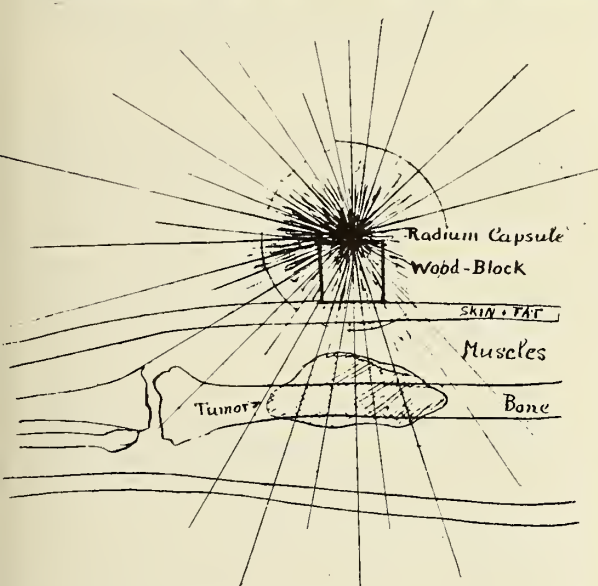 Radium Capsule
Wood-Block
SKIN + FAT
Muscles
Tumor
Bone